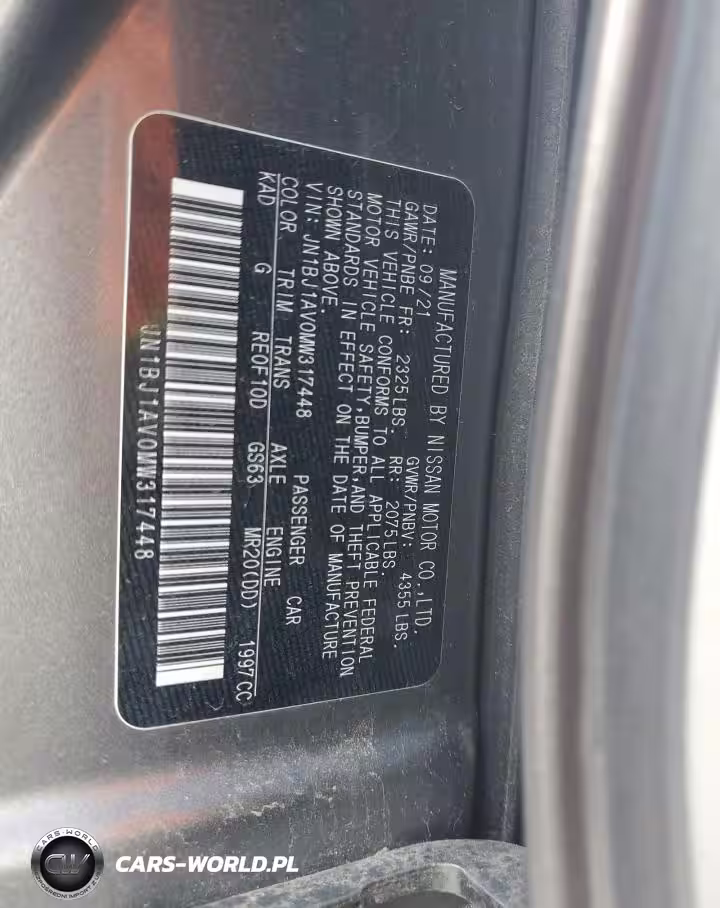 MANUFACTURED BY NISSAN MOTOR CO.,LTD.
DATE: 09/21 GVWR/PNBV: 4355 LBS.
GAWR/PNBE FR: 2325LBS. RR: 2075LBS.
THIS VEHICLE CONFORMS TO ALL APPLICABLE FEDERAL
MOTOR VEHICLE SAFETY,BUMPER,AND THEFT PREVENTION
STANDARDS IN EFFECT ON THE DATE OF MANUFACTURE
SHOWN ABOVE.
VIN: JN1BJ1AV0MW317448 PASSENGER CAR
COLOR TRIM TRANS AXLE ENGINE
KAD G RE0F10D GS63 MR20(DD) 1997CC
JN1BJ1AV0MW317448
CARS-WORLD
CW
CARS-WORLD.PL